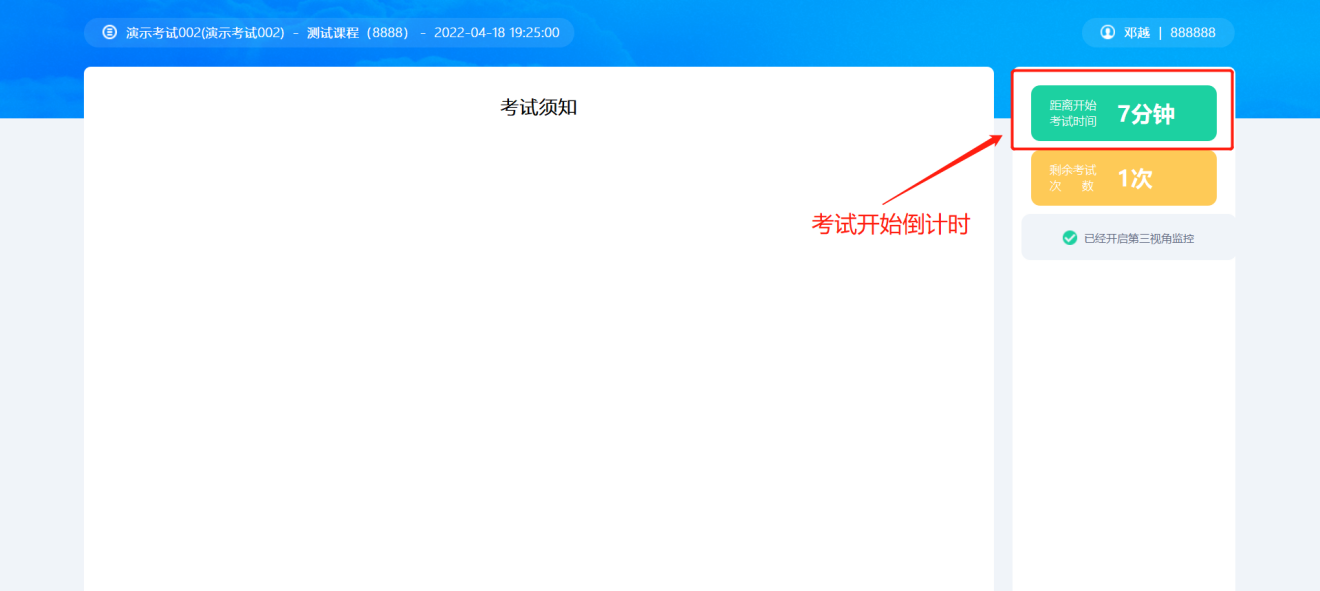 演示考试002(演示考试002) - 测试课程（8888） - 2022-04-18 19:25:00
邓越 | 888888
考试须知
距离开始
考试时间
7分钟
剩余考试
次 数
1次
考试开始倒计时
已经开启第三视角监控